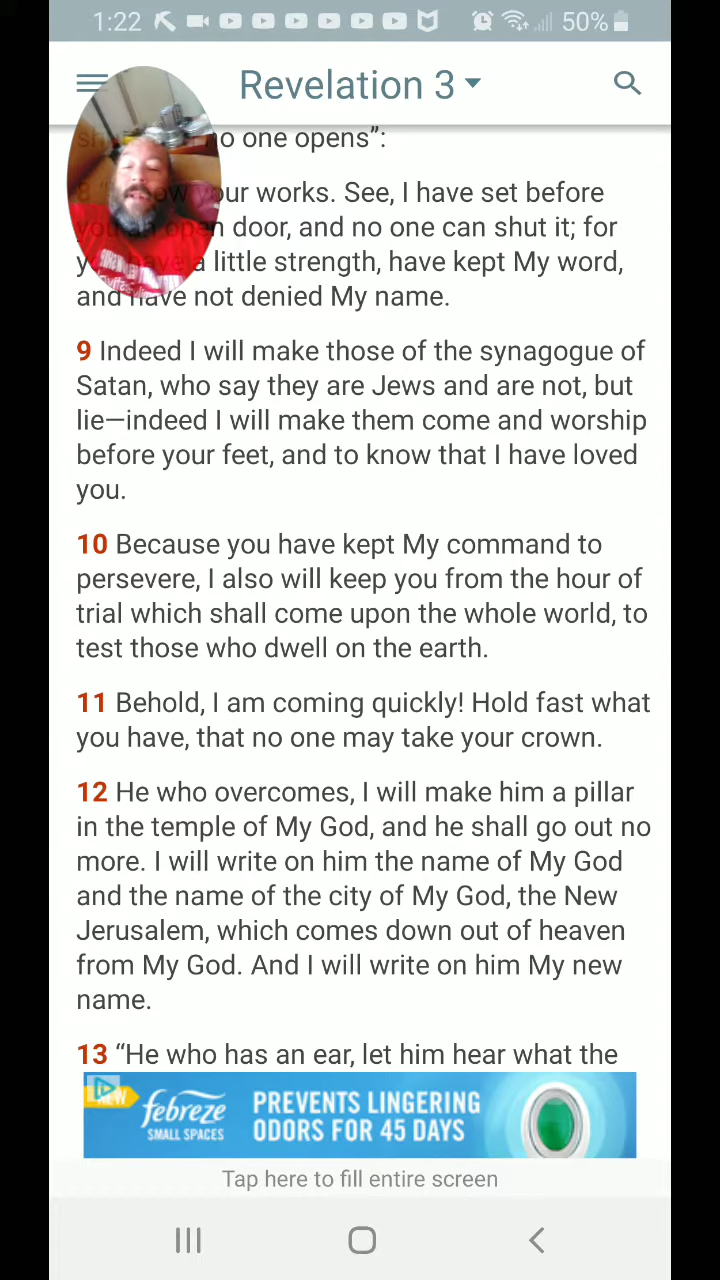 1:22 50%
Revelation 3
no one opens”:
your works. See, I have set before
you an open door, and no one can shut it; for
you have a little strength, have kept My word,
and have not denied My name.
9 Indeed I will make those of the synagogue of
Satan, who say they are Jews and are not, but
lie—indeed I will make them come and worship
before your feet, and to know that I have loved
you.
10 Because you have kept My command to
persevere, I also will keep you from the hour of
trial which shall come upon the whole world, to
test those who dwell on the earth.
11 Behold, I am coming quickly! Hold fast what
you have, that no one may take your crown.
12 He who overcomes, I will make him a pillar
in the temple of My God, and he shall go out no
more. I will write on him the name of My God
and the name of the city of My God, the New
Jerusalem, which comes down out of heaven
from My God. And I will write on him My new
name.
13 “He who has an ear, let him hear what the
NEW
febreze
SMALL SPACES
PREVENTS LINGERING
ODORS FOR 45 DAYS
Tap here to fill entire screen